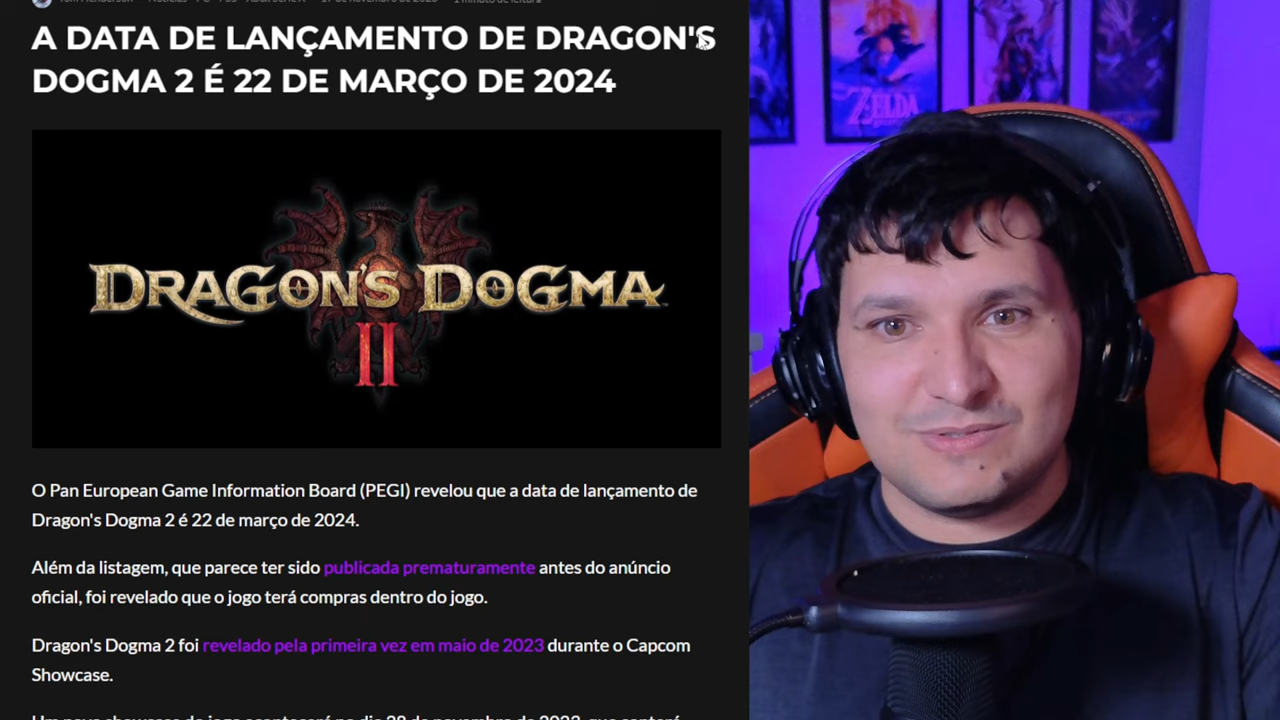 A DATA DE LANÇAMENTO DE DRAGON'S
DOGMA 2 É 22 DE MARÇO DE 2024
ZELDA
DRAGON'S DOGMA
II
O Pan European Game Information Board (PEGI) revelou que a data de lançamento de
Dragon's Dogma 2 é 22 de março de 2024.
Além da listagem, que parece ter sido publicada prematuramente antes do anúncio
oficial, foi revelado que o jogo terá compras dentro do jogo.
Dragon's Dogma 2 foi revelado pela primeira vez em maio de 2023 durante o Capcom
Showcase.